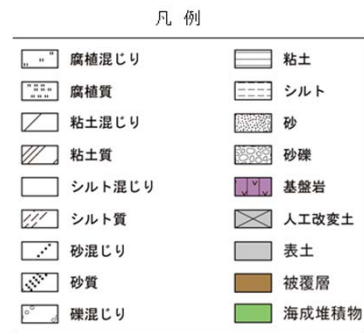 凡 例
腐植混じり
腐植質
粘土混じり
粘土質
シルト混じり
シルト質
砂混じり
砂質
礫混じり
粘土
シルト
砂
砂礫
基盤岩
人工改変土
表土
被覆層
海成堆積物